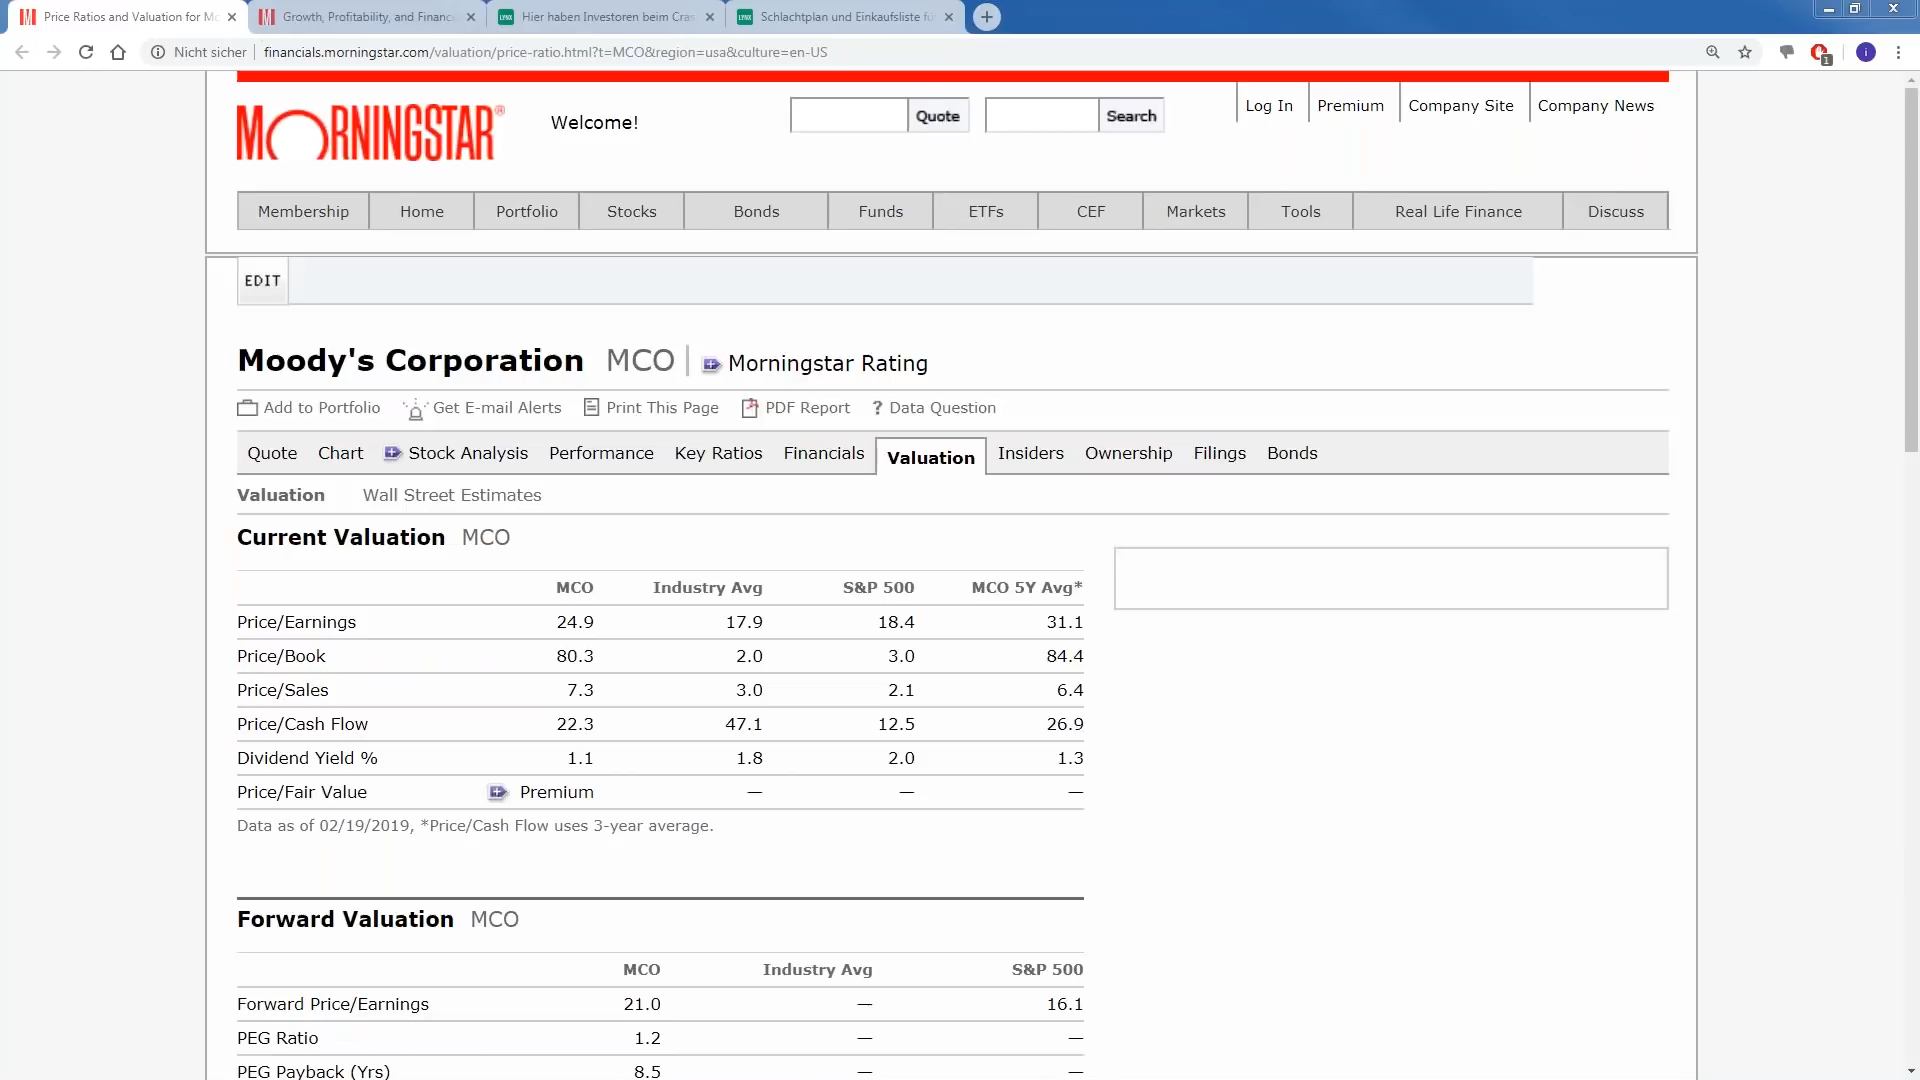 Price Ratios and Valuation for Mo
Growth, Profitability, and Financ
Hier haben Investoren beim Cras
Schlachtplan und Einkaufsliste fü
Nicht sicher
financials.morningstar.com/valuation/price-ratio.html?t=MCO&region=usa&culture=en-US
1
i
MORNINGSTAR®
Welcome!
Quote
Search
Log In
Premium
Company Site
Company News
Membership
Home
Portfolio
Stocks
Bonds
Funds
ETFs
CEF
Markets
Tools
Real Life Finance
Discuss
EDIT
Moody's Corporation MCO
Morningstar Rating
Add to Portfolio
Get E-mail Alerts
Print This Page
PDF Report
? Data Question
Quote
Chart
Stock Analysis
Performance
Key Ratios
Financials
Valuation
Insiders
Ownership
Filings
Bonds
Valuation
Wall Street Estimates
Current Valuation MCO
MCO Industry Avg S&P 500 MCO 5Y Avg*
Price/Earnings 24.9 17.9 18.4 31.1
Price/Book 80.3 2.0 3.0 84.4
Price/Sales 7.3 3.0 2.1 6.4
Price/Cash Flow 22.3 47.1 12.5 26.9
Dividend Yield % 1.1 1.8 2.0 1.3
Price/Fair Value Premium — — —
Data as of 02/19/2019, *Price/Cash Flow uses 3-year average.
Forward Valuation MCO
MCO Industry Avg S&P 500
Forward Price/Earnings 21.0 — 16.1
PEG Ratio 1.2 — —
PEG Payback (Yrs) 8.5 — —